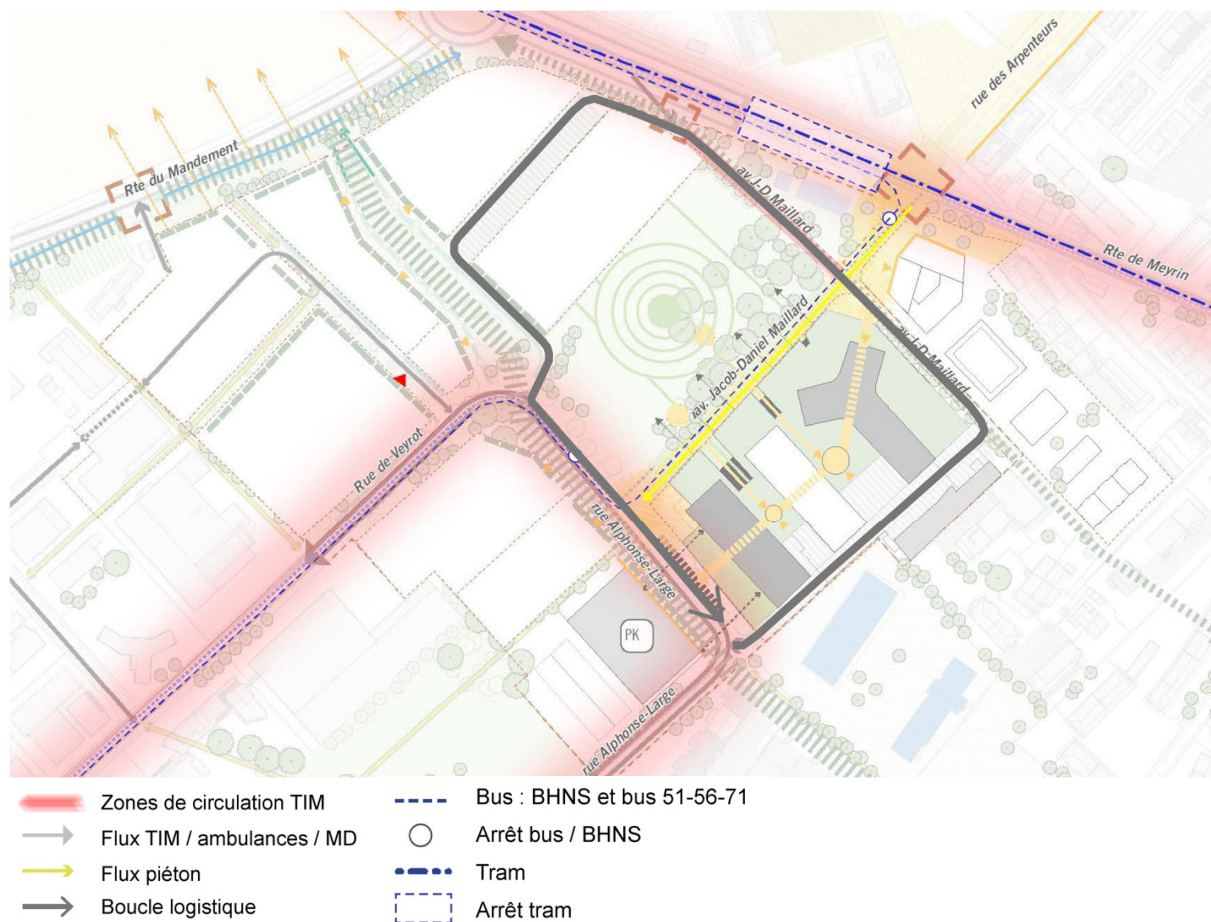 rue des Arpenteurs
Rte du Mandement
av. J-D Maillard
Rte de Meyrin
av. Jacob-Daniel Maillard
av. J-D Maillard
Rue de Veyrot
rue Alphonse-Large
PK
rue Alphonse-Large
Zones de circulation TIM
Flux TIM / ambulances / MD
Flux piéton
Boucle logistique
Bus : BHNS et bus 51-56-71
Arrêt bus / BHNS
Tram
Arrêt tram